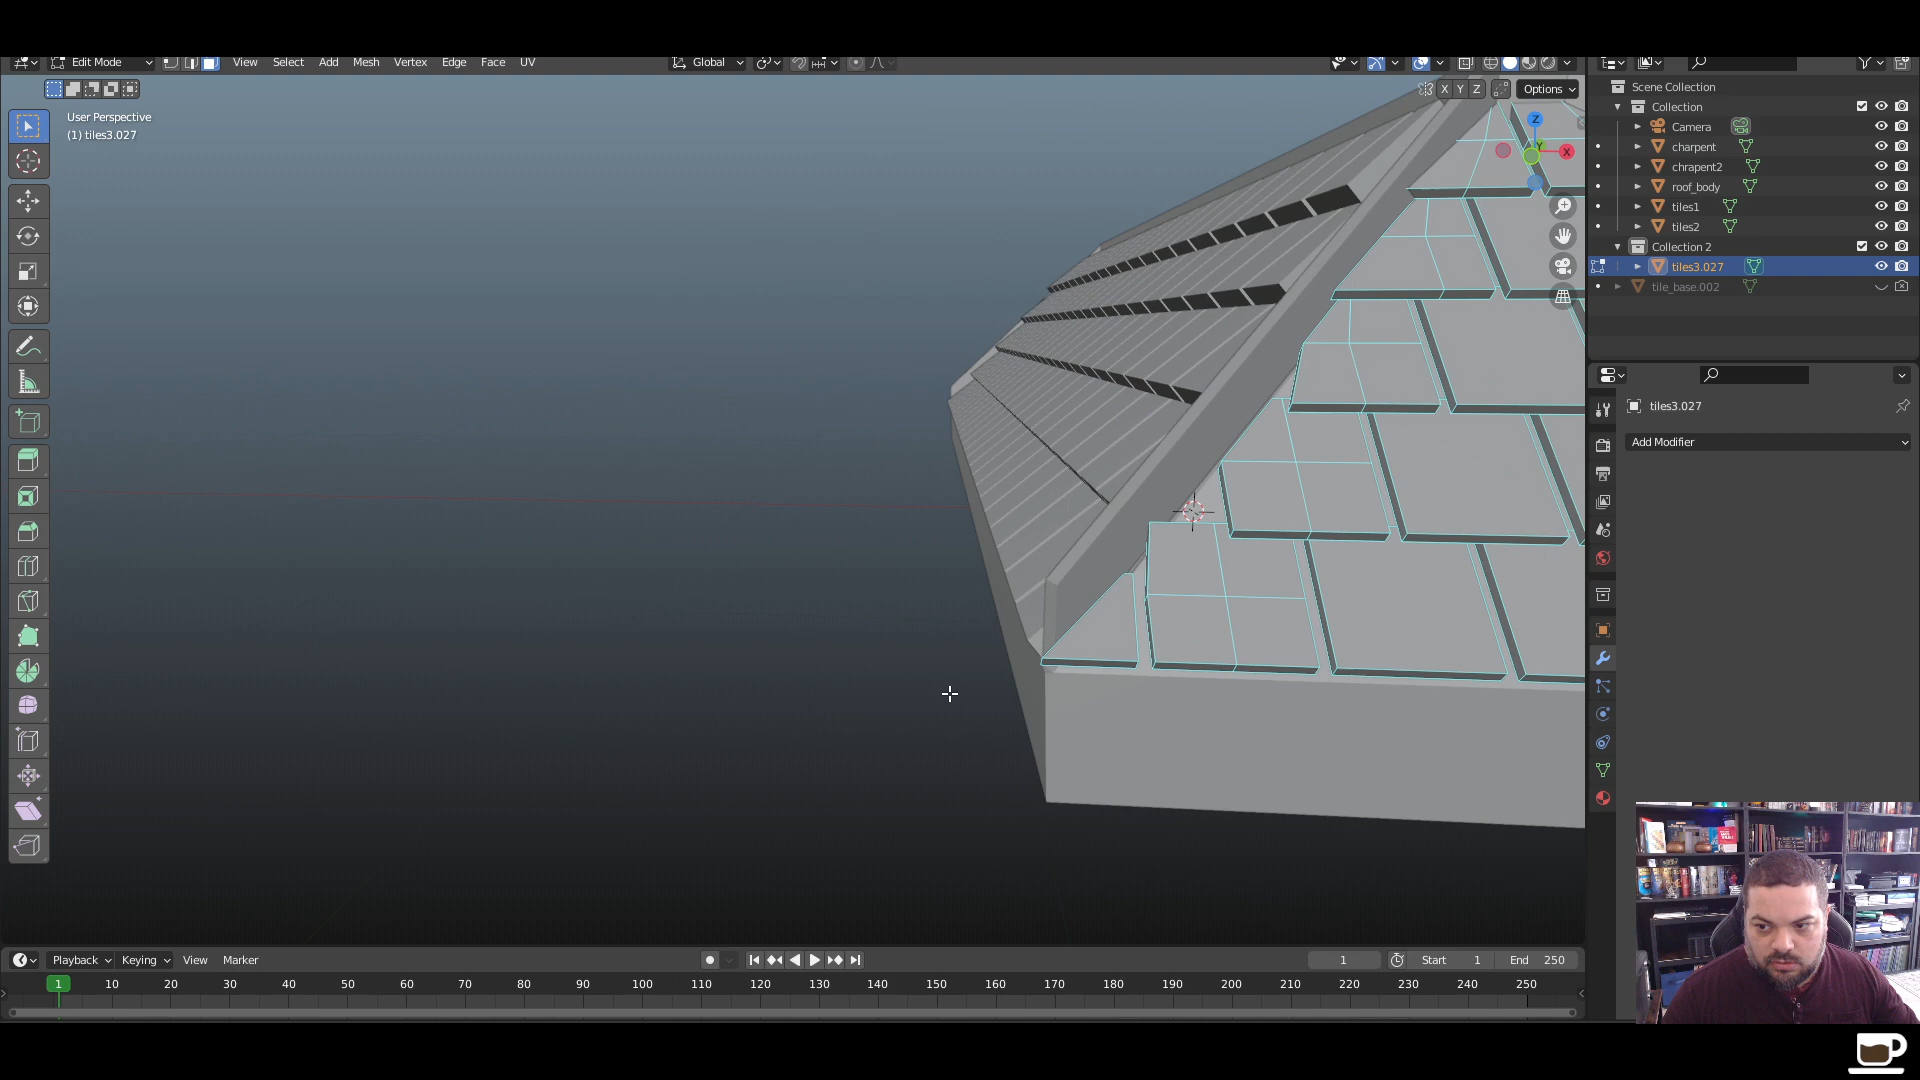 Edit Mode
View
Select
Add
Mesh
Vertex
Edge
Face
UV
Global
X
Y
Z
Options
User Perspective
(1) tiles3.027
Z
Y
X
Scene Collection
Collection
Camera
charpent
chrapent2
roof_body
tiles1
tiles2
Collection 2
tiles3.027
tile_base.002
tiles3.027
Add Modifier
Playback
Keying
View
Marker
1
Start 1
End 250
1
10
20
30
40
50
60
70
80
90
100
110
120
130
140
150
160
170
180
190
200
210
220
230
240
250